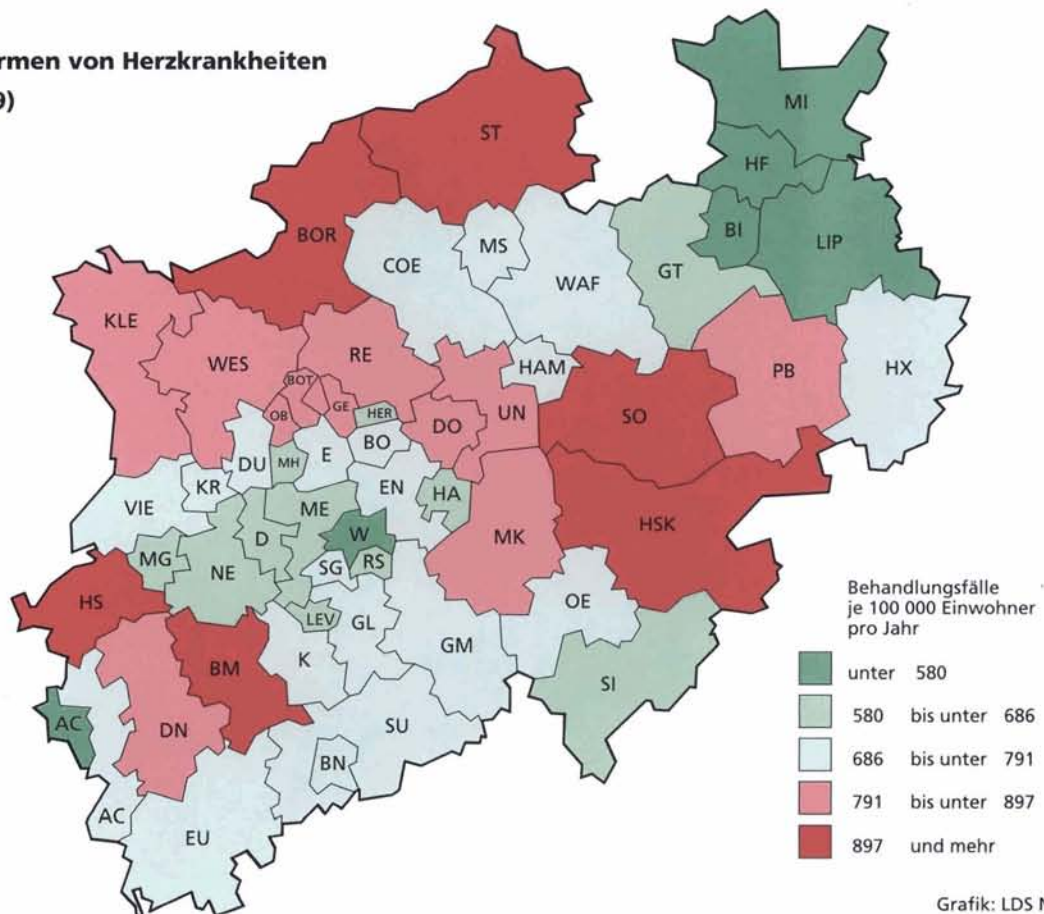 von Herzkrankheiten
MI
ST
HF
BI
LIP
BOR
MS
COE
WAF
GT
KLE
WES
RE
HAM
PB
HX
BOT
OB
GE
HER
DO
UN
SO
BO
E
DU
MH
KR
EN
HA
VIE
ME
HSK
D
W
MK
MG
NE
SG
RS
HS
OE
LEV
GL
K
GM
BM
SI
AC
DN
SU
BN
AC
EU
Behandlungsfälle
je 100 000 Einwohner
pro Jahr
unter 580
580 bis unter 686
686 bis unter 791
791 bis unter 897
897 und mehr
Grafik: LDS